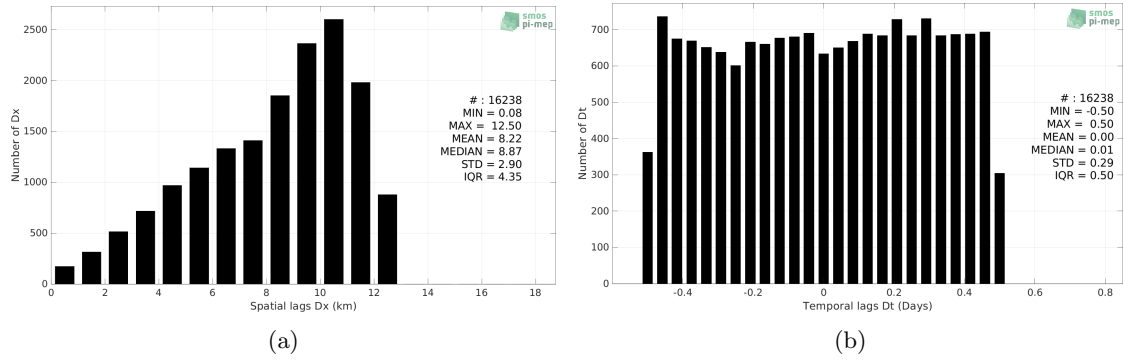 smos
pi-mep
2500
2000
1500
1000
500
0
Number of Dx
# : 16238
MIN = 0.08
MAX = 12.50
MEAN = 8.22
MEDIAN = 8.87
STD = 2.90
IQR = 4.35
0 2 4 6 8 10 12 14 16 18
Spatial lags Dx (km)
(a)
smos
pi-mep
700
600
500
400
300
200
100
0
Number of Dt
# : 16238
MIN = -0.50
MAX = 0.50
MEAN = 0.00
MEDIAN = 0.01
STD = 0.29
IQR = 0.50
-0.4 -0.2 0 0.2 0.4 0.6 0.8
Temporal lags Dt (Days)
(b)